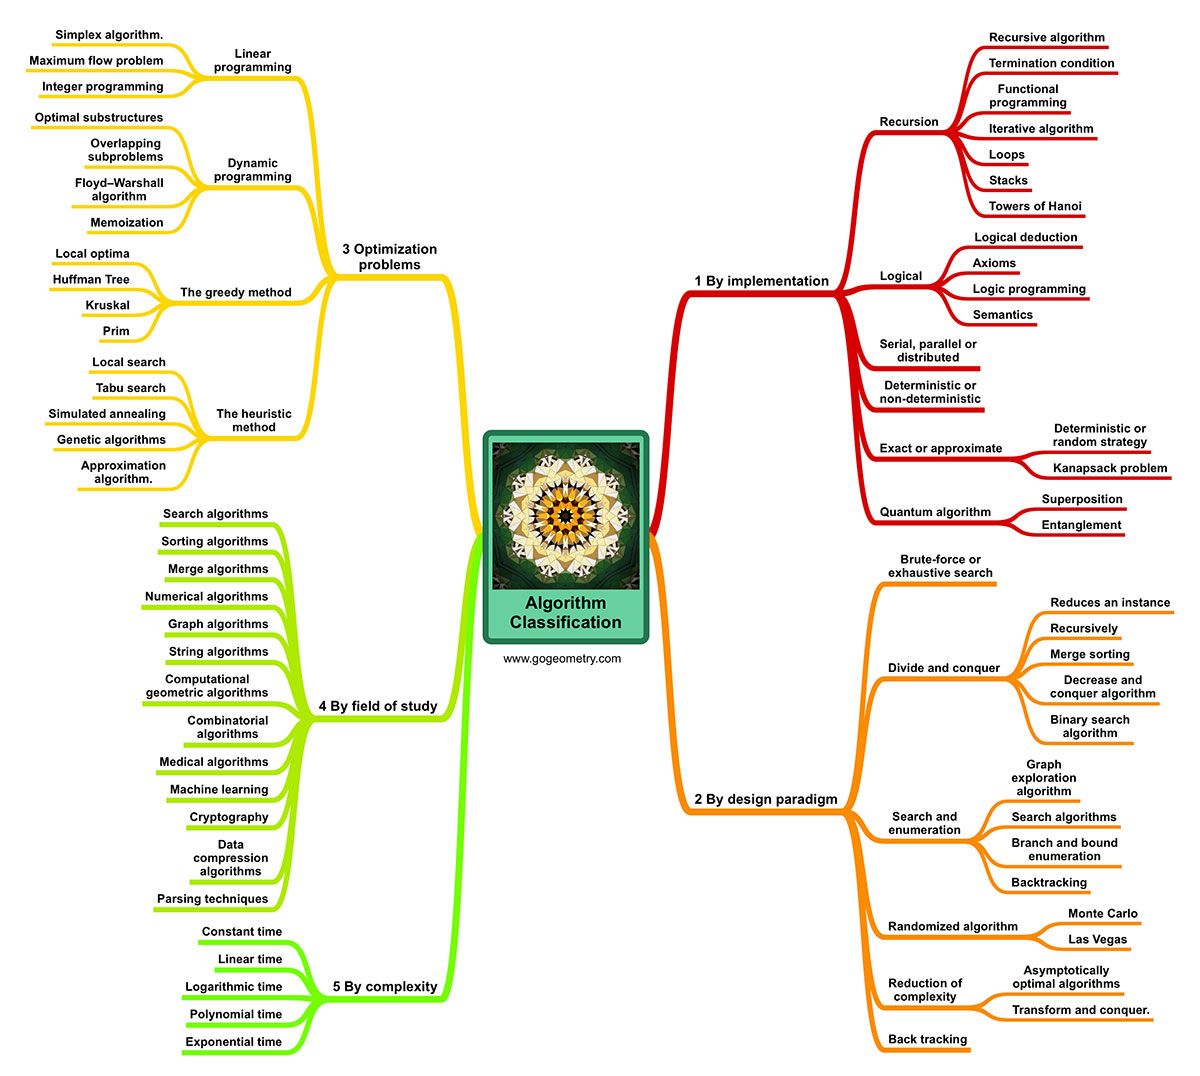 Algorithm
Classification
www.gogeometry.com
1 By implementation
Recursion
Recursive algorithm
Termination condition
Functional
programming
Iterative algorithm
Loops
Stacks
Towers of Hanoi
Logical
Logical deduction
Axioms
Logic programming
Semantics
Serial, parallel or
distributed
Deterministic or
non-deterministic
Exact or approximate
Deterministic or
random strategy
Kanapsack problem
Quantum algorithm
Superposition
Entanglement
2 By design paradigm
Brute-force or
exhaustive search
Divide and conquer
Reduces an instance
Recursively
Merge sorting
Decrease and
conquer algorithm
Binary search
algorithm
Search and
enumeration
Graph
exploration
algorithm
Search algorithms
Branch and bound
enumeration
Backtracking
Randomized algorithm
Monte Carlo
Las Vegas
Reduction of
complexity
Asymptotically
optimal algorithms
Transform and conquer.
Back tracking
3 Optimization
problems
Linear
programming
Simplex algorithm.
Maximum flow problem
Integer programming
Dynamic
programming
Optimal substructures
Overlapping
subproblems
Floyd–Warshall
algorithm
Memoization
The greedy method
Local optima
Huffman Tree
Kruskal
Prim
The heuristic
method
Local search
Tabu search
Simulated annealing
Genetic algorithms
Approximation
algorithm.
4 By field of study
Search algorithms
Sorting algorithms
Merge algorithms
Numerical algorithms
Graph algorithms
String algorithms
Computational
geometric algorithms
Combinatorial
algorithms
Medical algorithms
Machine learning
Cryptography
Data
compression
algorithms
Parsing techniques
5 By complexity
Constant time
Linear time
Logarithmic time
Polynomial time
Exponential time